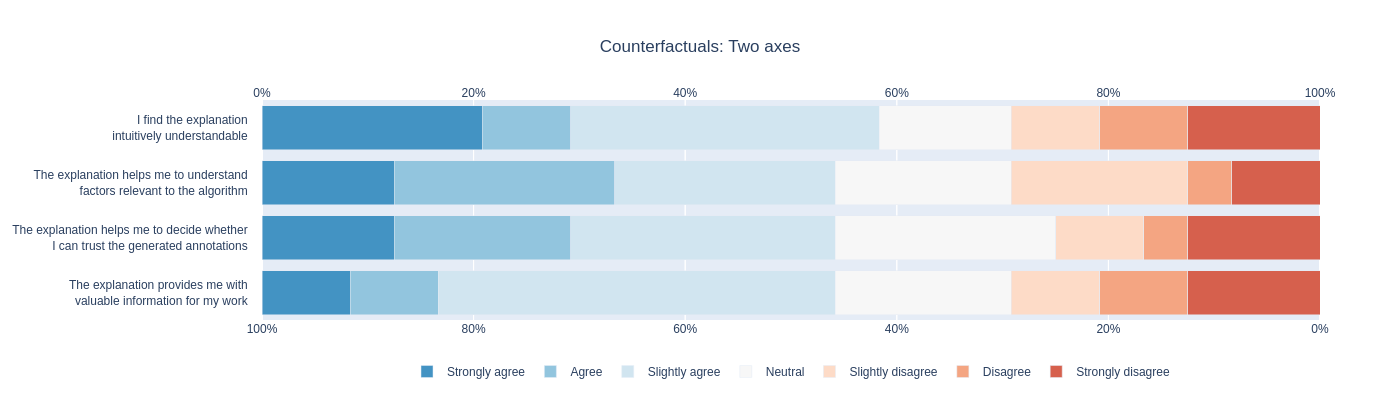 Counterfactuals: Two axes
0% 20% 40% 60% 80% 100%
I find the explanation
intuitively understandable
The explanation helps me to understand
factors relevant to the algorithm
The explanation helps me to decide whether
I can trust the generated annotations
The explanation provides me with
valuable information for my work
100% 80% 60% 40% 20% 0%
Strongly agree Agree Slightly agree Neutral Slightly disagree Disagree Strongly disagree